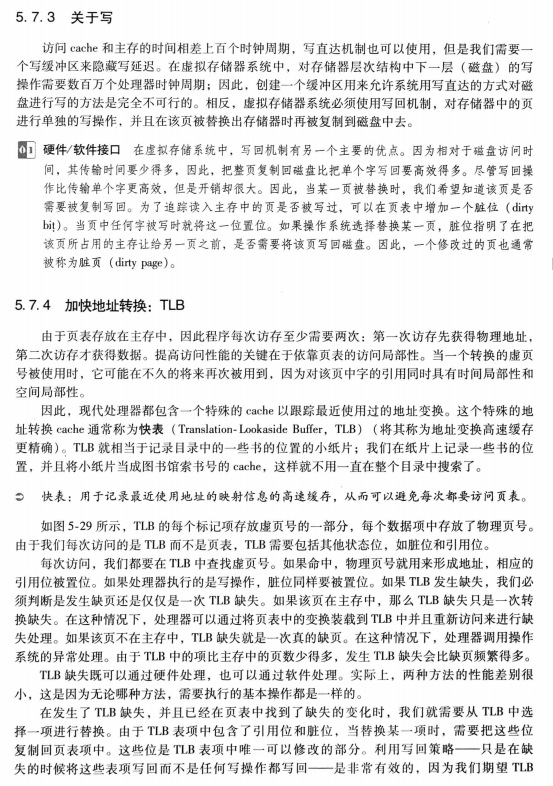 5.7.3 关于写
访问 cache 和主存的时间相差上百个时钟周期，写直达机制也可以使用，但是我们需要一
个写缓冲区来隐藏写延迟。在虚拟存储器系统中，对存储器层次结构中下一层（磁盘）的写
操作需要数百万个处理器时钟周期；因此，创建一个缓冲区用来允许系统用写直达的方式对磁
盘进行写的方法是完全不可行的。相反，虚拟存储器系统必须使用写回机制，对存储器中的页
进行单独的写操作，并且在该页被替换出存储器时再被复制到磁盘中去。
硬件/软件接口 在虚拟存储系统中，写回机制有另一个主要的优点。因为相对于磁盘访问时
间，其传输时间要少得多，因此，把整页复制回磁盘比把单个字写回要高效得多。尽管写回操
作比传输单个字更高效，但是开销却很大。因此，当某一页被替换时，我们希望知道该页是否
需要被复制写回。为了追踪读入主存中的页是否被写过，可以在页表中增加一个脏位（dirty
bit）。当页中任何字被写时就将这一位置位。如果操作系统选择替换某一页，脏位指明了在把
该页所占用的主存让给另一页之前，是否需要将该页写回磁盘。因此，一个修改过的页也通常
被称为脏页（dirty page）。
5.7.4 加快地址转换：TLB
由于页表存放在主存中，因此程序每次访存至少需要两次：第一次访存先获得物理地址，
第二次访存才获得数据。提高访问性能的关键在于依靠页表的访问局部性。当一个转换的虚页
号被使用时，它可能在不久的将来再次被用到，因为对该页中字的引用同时具有时间局部性和
空间局部性。
因此，现代处理器都包含一个特殊的 cache 以跟踪最近使用过的地址变换。这个特殊的地
址转换 cache 通常称为快表（Translation-Lookaside Buffer，TLB）（将其称为地址变换高速缓存
更精确）。TLB 就相当于记录目录中的一些书的位置的小纸片；我们在纸片上记录一些书的位
置，并且将小纸片当成图书馆索书号的 cache，这样就不用一直在整个目录中搜索了。
快表：用于记录最近使用地址的映射信息的高速缓存，从而可以避免每次都要访问页表。
如图 5-29 所示，TLB 的每个标记项存放虚页号的一部分，每个数据项中存放了物理页号。
由于我们每次访问的是 TLB 而不是页表，TLB 需要包括其他状态位，如脏位和引用位。
每次访问，我们都要在 TLB 中查找虚页号。如果命中，物理页号就用来形成地址，相应的
引用位被置位。如果处理器执行的是写操作，脏位同样要被置位。如果 TLB 发生缺失，我们必
须判断是发生缺页还是仅仅是一次 TLB 缺失。如果该页在主存中，那么 TLB 缺失只是一次转
换缺失。在这种情况下，处理器可以通过将页表中的变换装载到 TLB 中并且重新访问来进行缺
失处理。如果该页不在主存中，TLB 缺失就是一次真的缺页。在这种情况下，处理器调用操作
系统的异常处理。由于 TLB 中的项比主存中的页数少得多，发生 TLB 缺失会比缺页频繁得多。
TLB 缺失既可以通过硬件处理，也可以通过软件处理。实际上，两种方法的性能差别很
小，这是因为无论哪种方法，需要执行的基本操作都是一样的。
在发生了 TLB 缺失，并且已经在页表中找到了缺失的变化时，我们就需要从 TLB 中选
择一项进行替换。由于 TLB 表项中包含了引用位和脏位，当替换某一项时，需要把这些位
复制回页表项中。这些位是 TLB 表项中唯一可以修改的部分。利用写回策略——只是在缺
失的时候将这些表项写回而不是任何写操作都写回——是非常有效的，因为我们期望 TLB